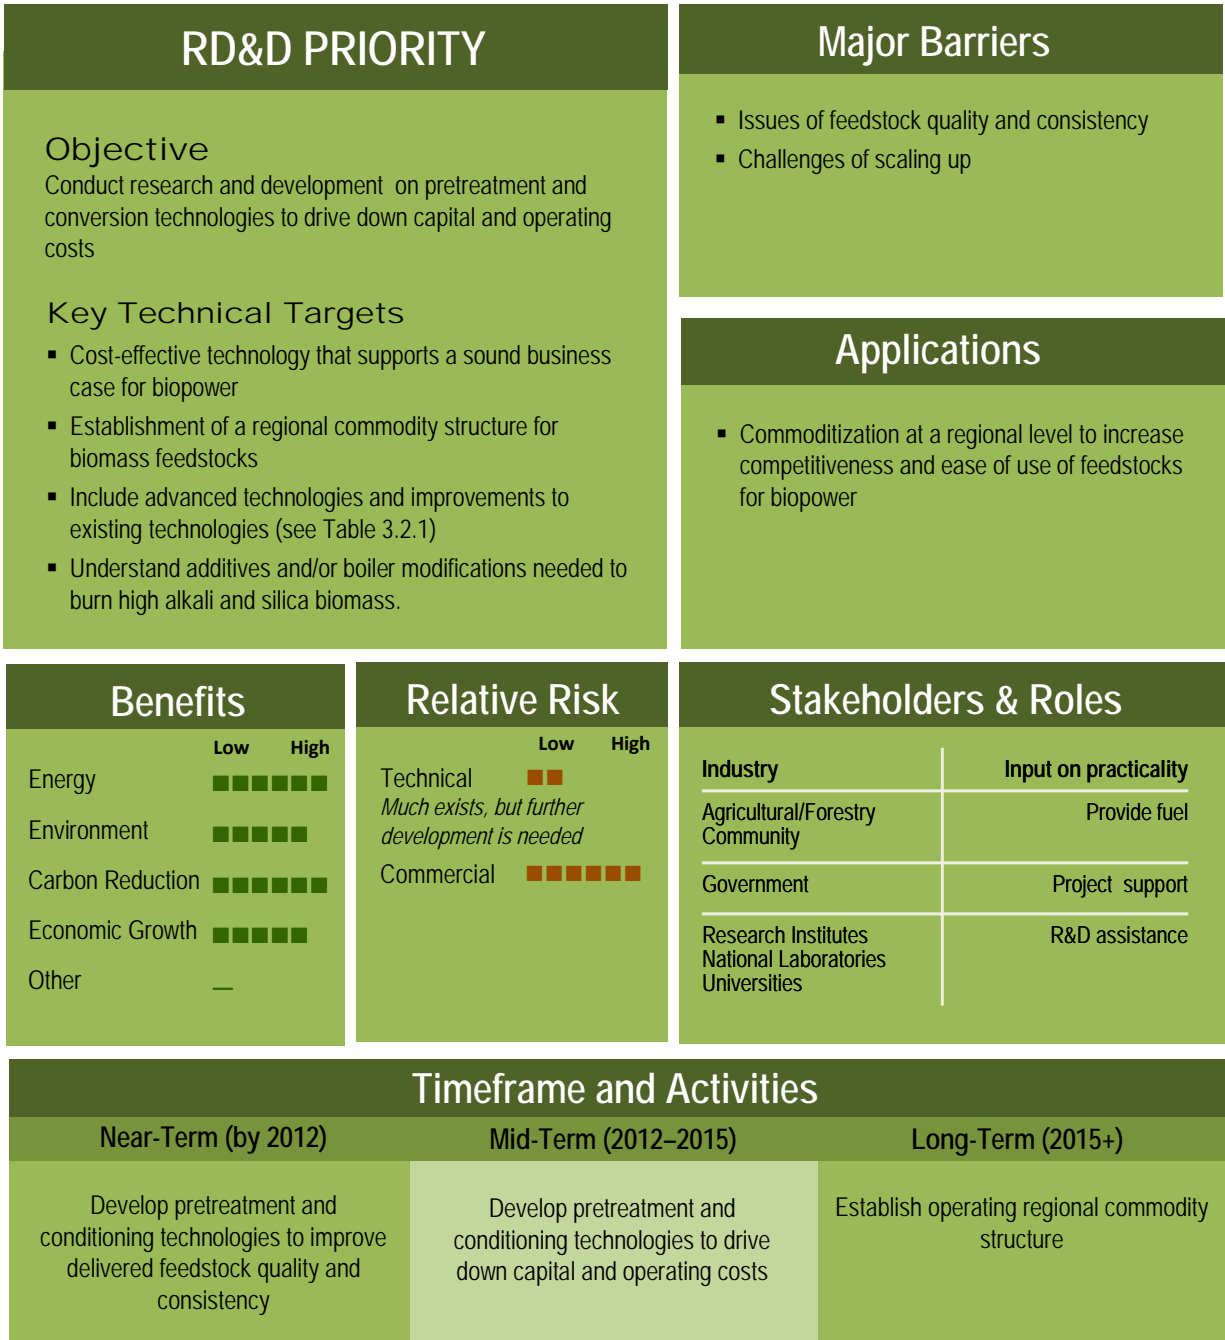 RD&D PRIORITY
Objective
Conduct research and development on pretreatment and
conversion technologies to drive down capital and operating
costs
Key Technical Targets
▪ Cost-effective technology that supports a sound business
case for biopower
▪ Establishment of a regional commodity structure for
biomass feedstocks
▪ Include advanced technologies and improvements to
existing technologies (see Table 3.2.1)
▪ Understand additives and/or boiler modifications needed to
burn high alkali and silica biomass.
Major Barriers
▪ Issues of feedstock quality and consistency
▪ Challenges of scaling up
Applications
▪ Commoditization at a regional level to increase
competitiveness and ease of use of feedstocks
for biopower
Benefits
Low High
Energy
Environment
Carbon Reduction
Economic Growth
Other —
Relative Risk
Low High
Technical
Much exists, but further
development is needed
Commercial
Stakeholders & Roles
Industry Input on practicality
Agricultural/Forestry Provide fuel
Community
Government Project support
Research Institutes R&D assistance
National Laboratories
Universities
Timeframe and Activities
Near-Term (by 2012) Mid-Term (2012–2015) Long-Term (2015+)
Develop pretreatment and
conditioning technologies to improve
delivered feedstock quality and
consistency
Develop pretreatment and
conditioning technologies to drive
down capital and operating costs
Establish operating regional commodity
structure